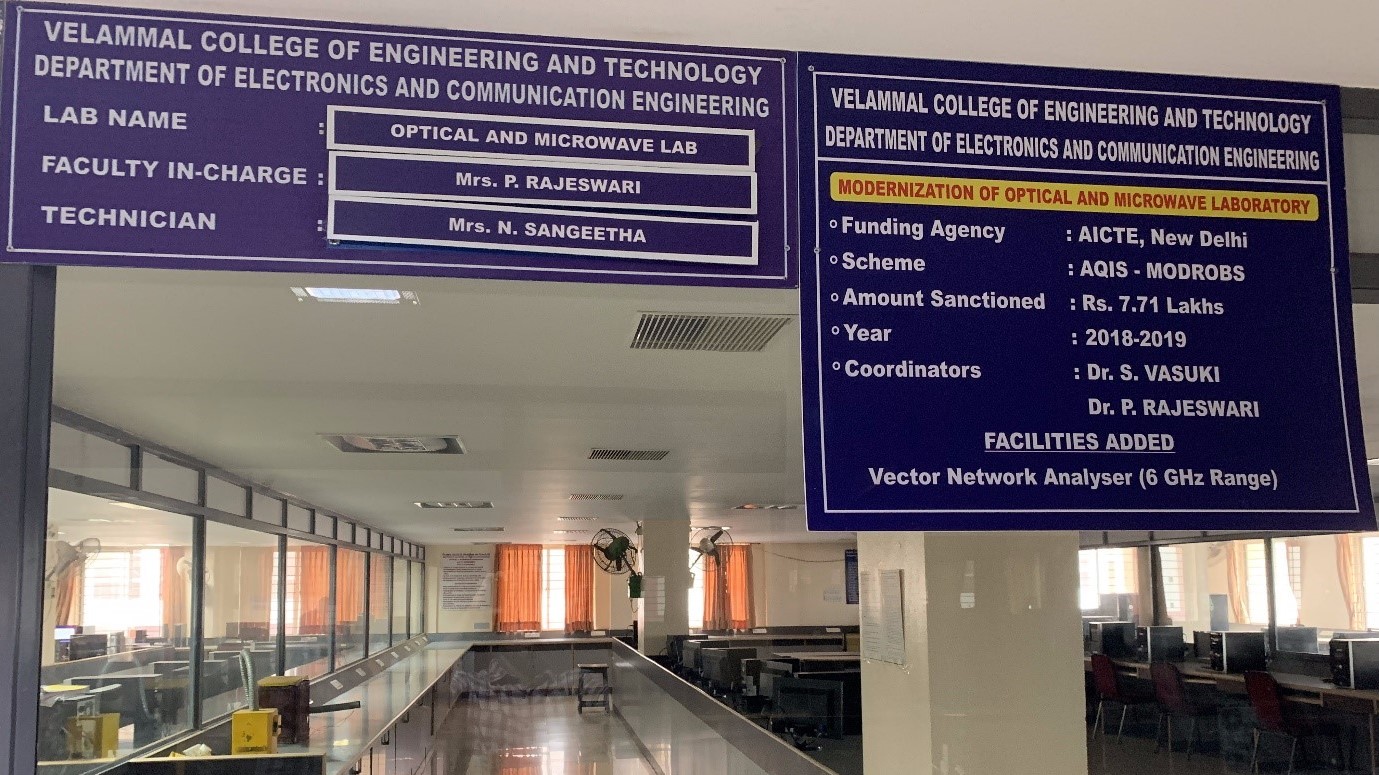 VELAMMAL COLLEGE OF ENGINEERING AND TECHNOLOGY
DEPARTMENT OF ELECTRONICS AND COMMUNICATION ENGINEERING
LAB NAME : OPTICAL AND MICROWAVE LAB
FACULTY IN-CHARGE : Mrs. P. RAJESWARI
TECHNICIAN : Mrs. N. SANGEETHA
VELAMMAL COLLEGE OF ENGINEERING AND TECHNOLOGY
DEPARTMENT OF ELECTRONICS AND COMMUNICATION ENGINEERING
MODERNIZATION OF OPTICAL AND MICROWAVE LABORATORY
Funding Agency : AICTE, New Delhi
Scheme : AQIS - MODROBS
Amount Sanctioned : Rs. 7.71 Lakhs
Year : 2018-2019
Coordinators : Dr. S. VASUKI
Dr. P. RAJESWARI
FACILITIES ADDED
Vector Network Analyser (6 GHz Range)